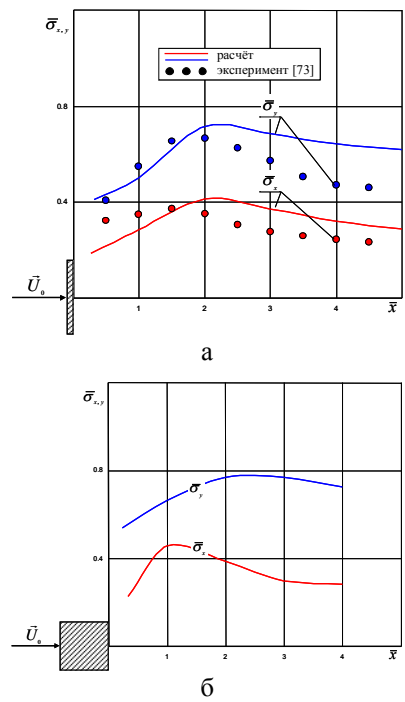 σ̅x,y
расчёт
эксперимент [73]
0.8
σ̅y
0.4
σ̅x
U⃗0
1 2 3 4 x̅
а
σ̅x,y
0.8
σ̅y
0.4
σ̅x
U⃗0
1 2 3 4 x̅
б